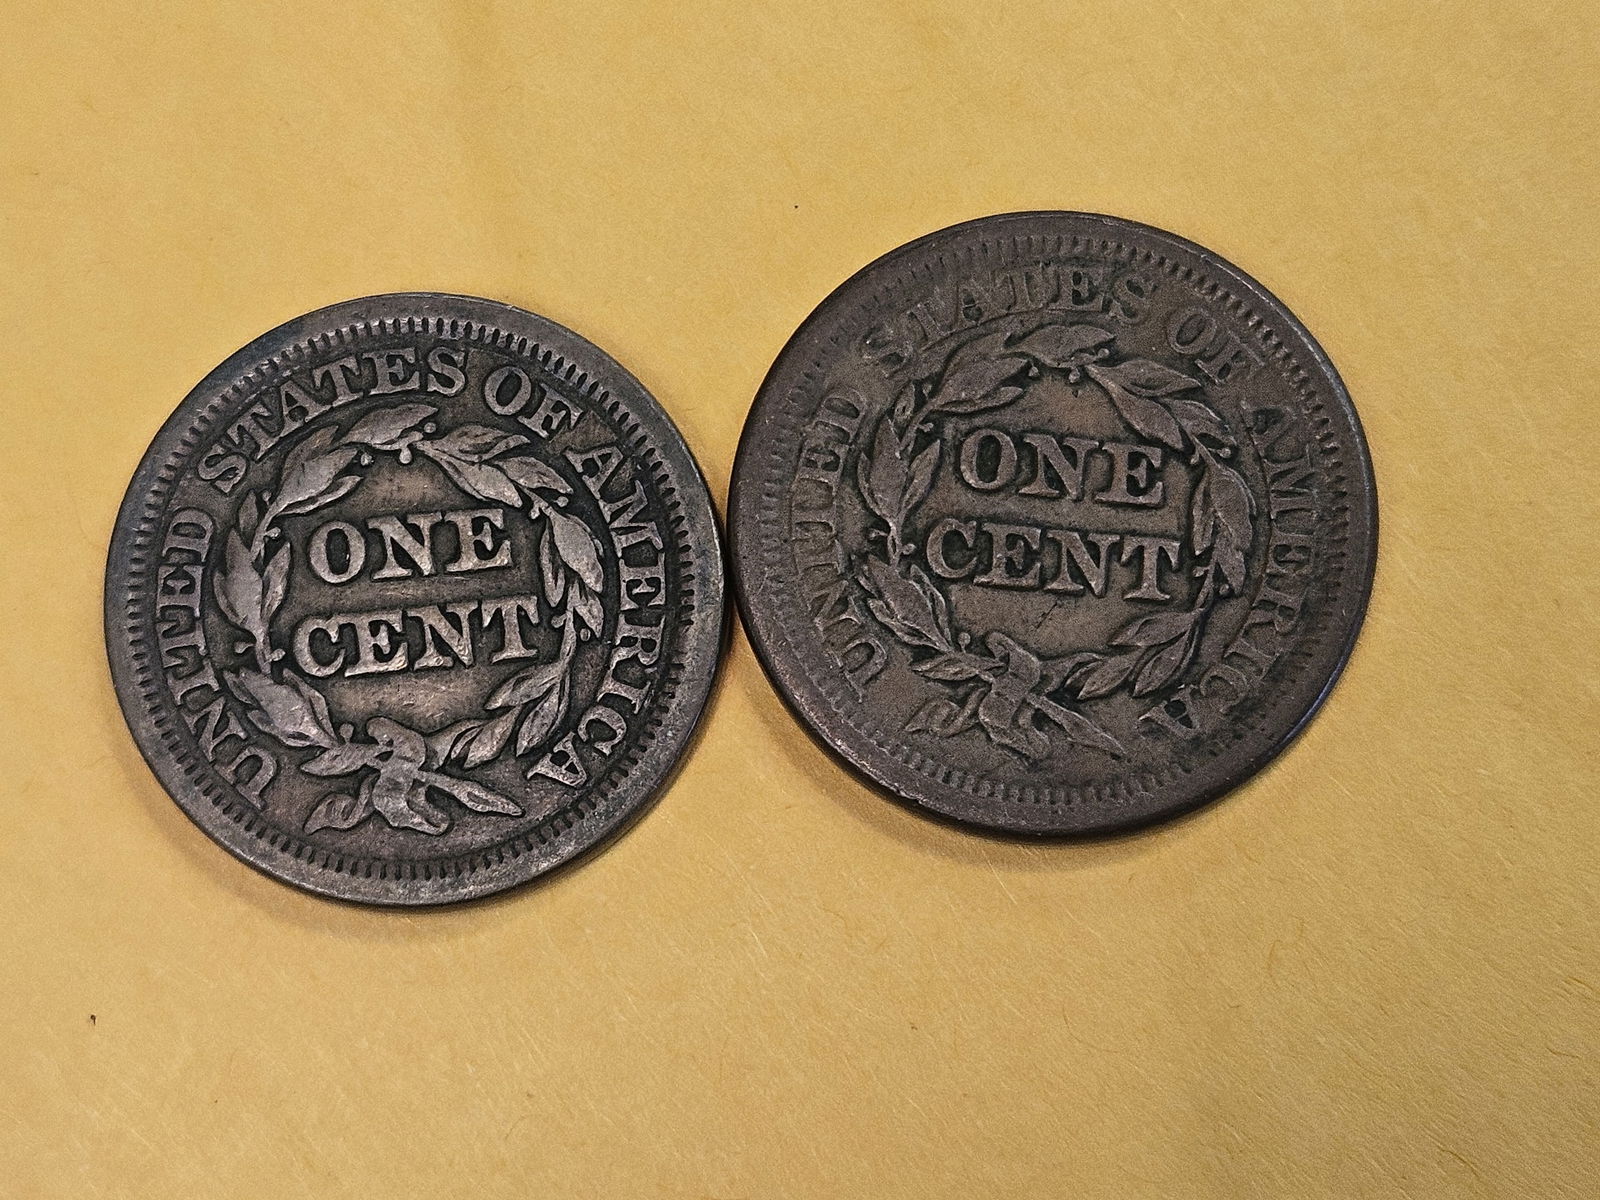 UNITED STATES OF AMERICA
ONE
CENT
UNITED STATES OF AMERICA
ONE
CENT